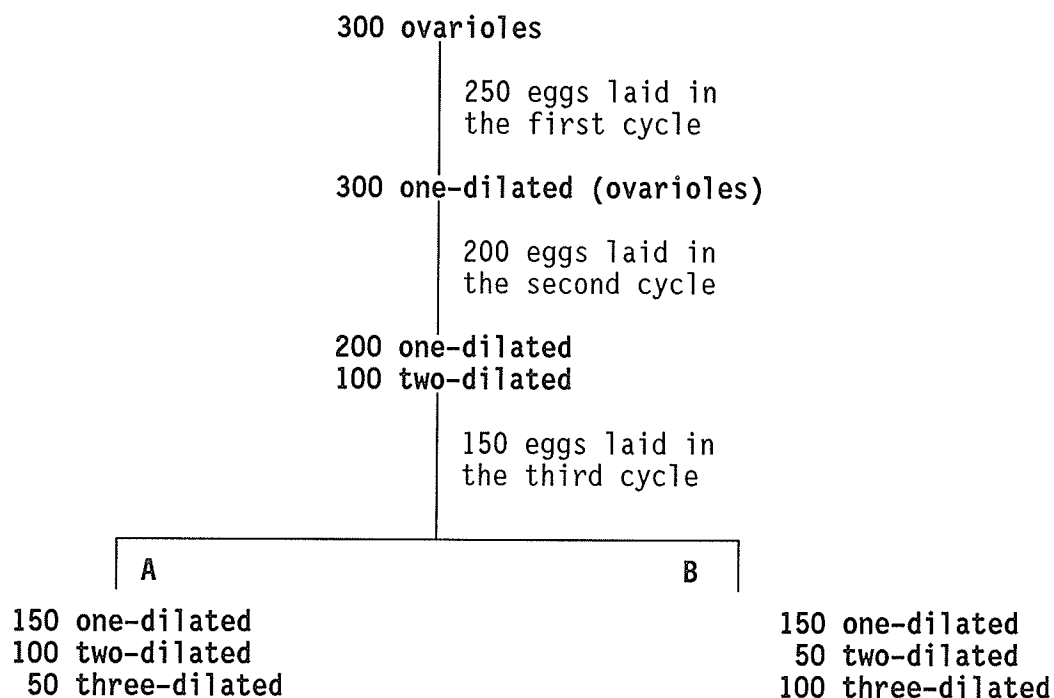 300 ovarioles
250 eggs laid in
the first cycle
300 one-dilated (ovarioles)
200 eggs laid in
the second cycle
200 one-dilated
100 two-dilated
150 eggs laid in
the third cycle
A
B
150 one-dilated
100 two-dilated
50 three-dilated
150 one-dilated
50 two-dilated
100 three-dilated